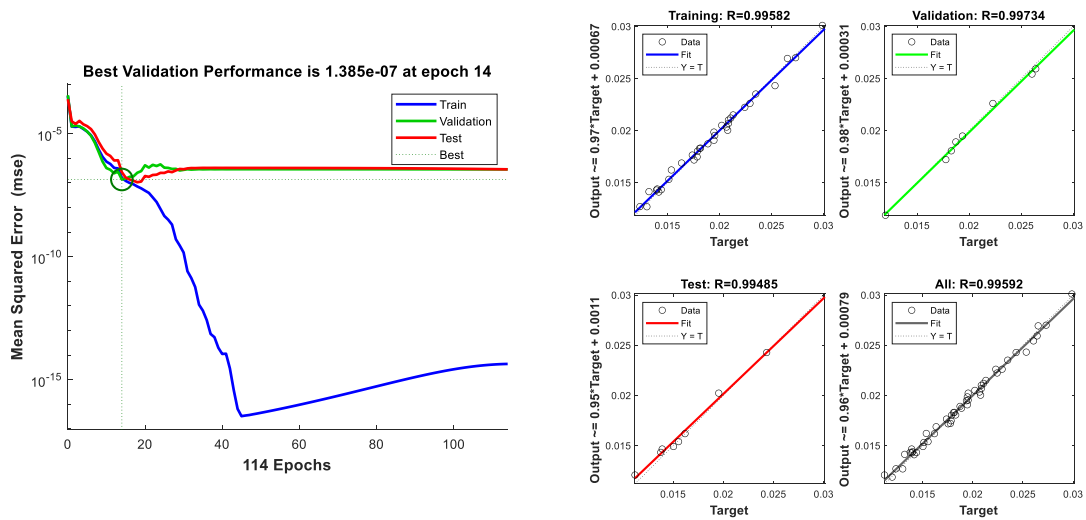 Best Validation Performance is 1.385e-07 at epoch 14
Mean Squared Error (mse)
10^-5
10^-10
10^-15
Train
Validation
Test
Best
0 20 40 60 80 100
114 Epochs
Training: R=0.99582
Output ~= 0.97*Target + 0.00067
0.03
0.025
0.02
0.015
Data
Fit
Y = T
0.015 0.02 0.025 0.03
Target
Validation: R=0.99734
Output ~= 0.98*Target + 0.00031
0.03
0.025
0.02
0.015
Data
Fit
Y = T
0.015 0.02 0.025 0.03
Target
Test: R=0.99485
Output ~= 0.95*Target + 0.0011
0.03
0.025
0.02
0.015
Data
Fit
Y = T
0.015 0.02 0.025 0.03
Target
All: R=0.99592
Output ~= 0.96*Target + 0.00079
0.03
0.025
0.02
0.015
Data
Fit
Y = T
0.015 0.02 0.025 0.03
Target